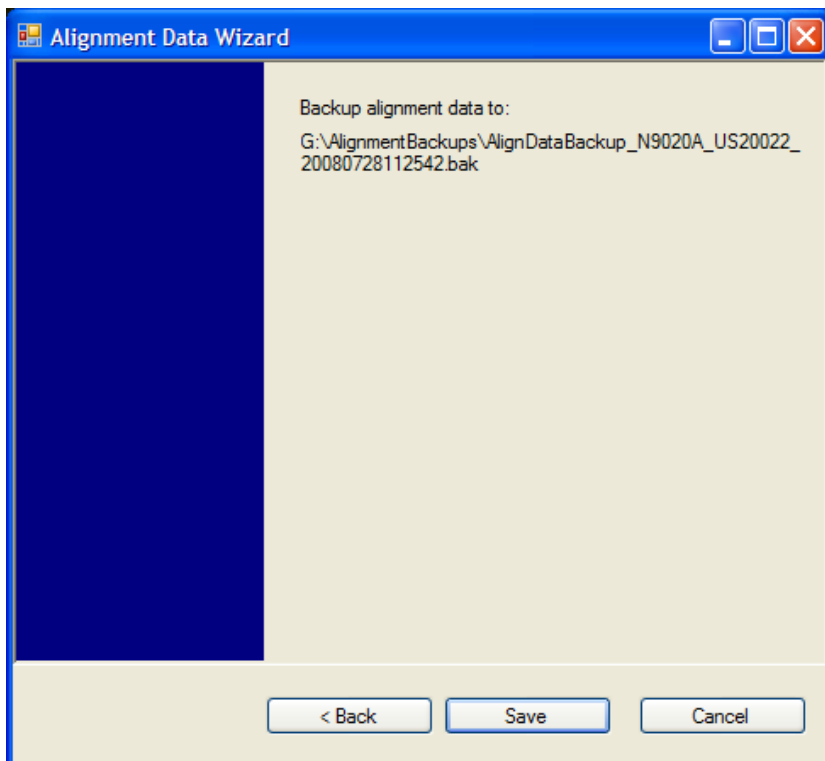 Alignment Data Wizard
Backup alignment data to:
G:\AlignmentBackups\AlignDataBackup_N9020A_US20022_
20080728112542.bak
< Back
Save
Cancel